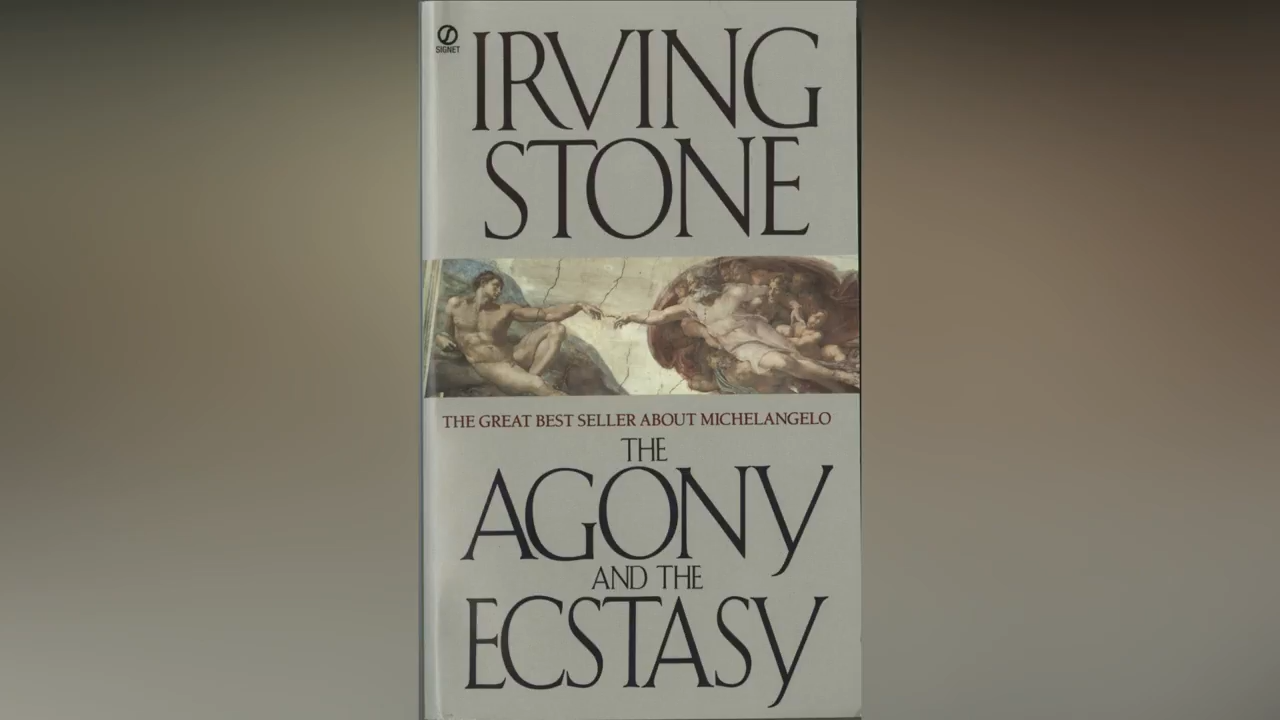 SIGNET
IRVING
STONE
THE GREAT BEST SELLER ABOUT MICHELANGELO
THE
AGONY
AND THE
ECSTASY